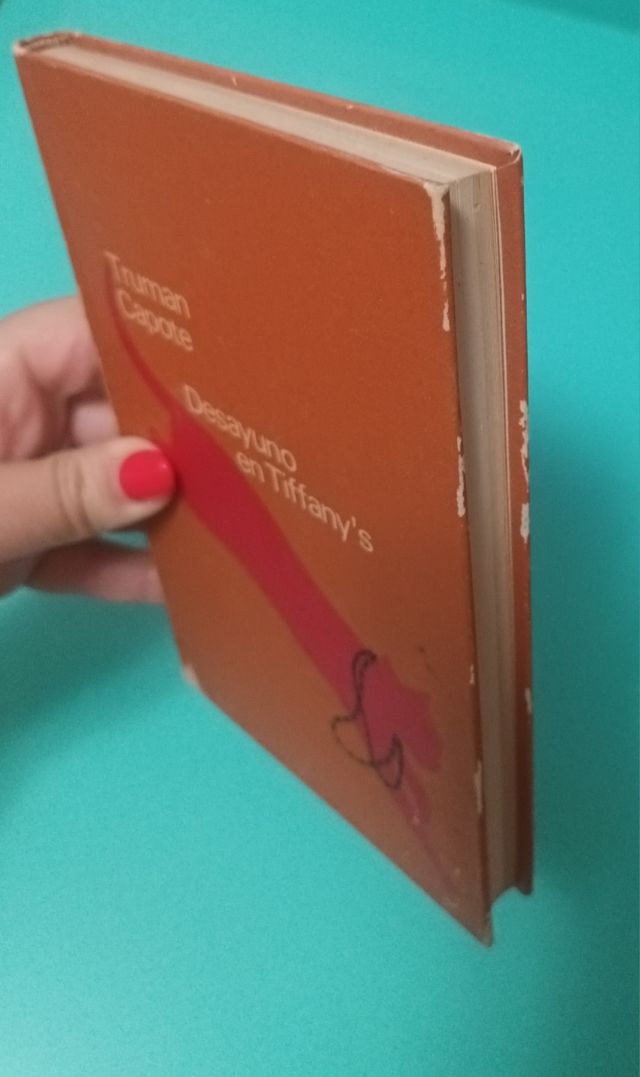 Truman
Capote
Desayuno
en Tiffany's